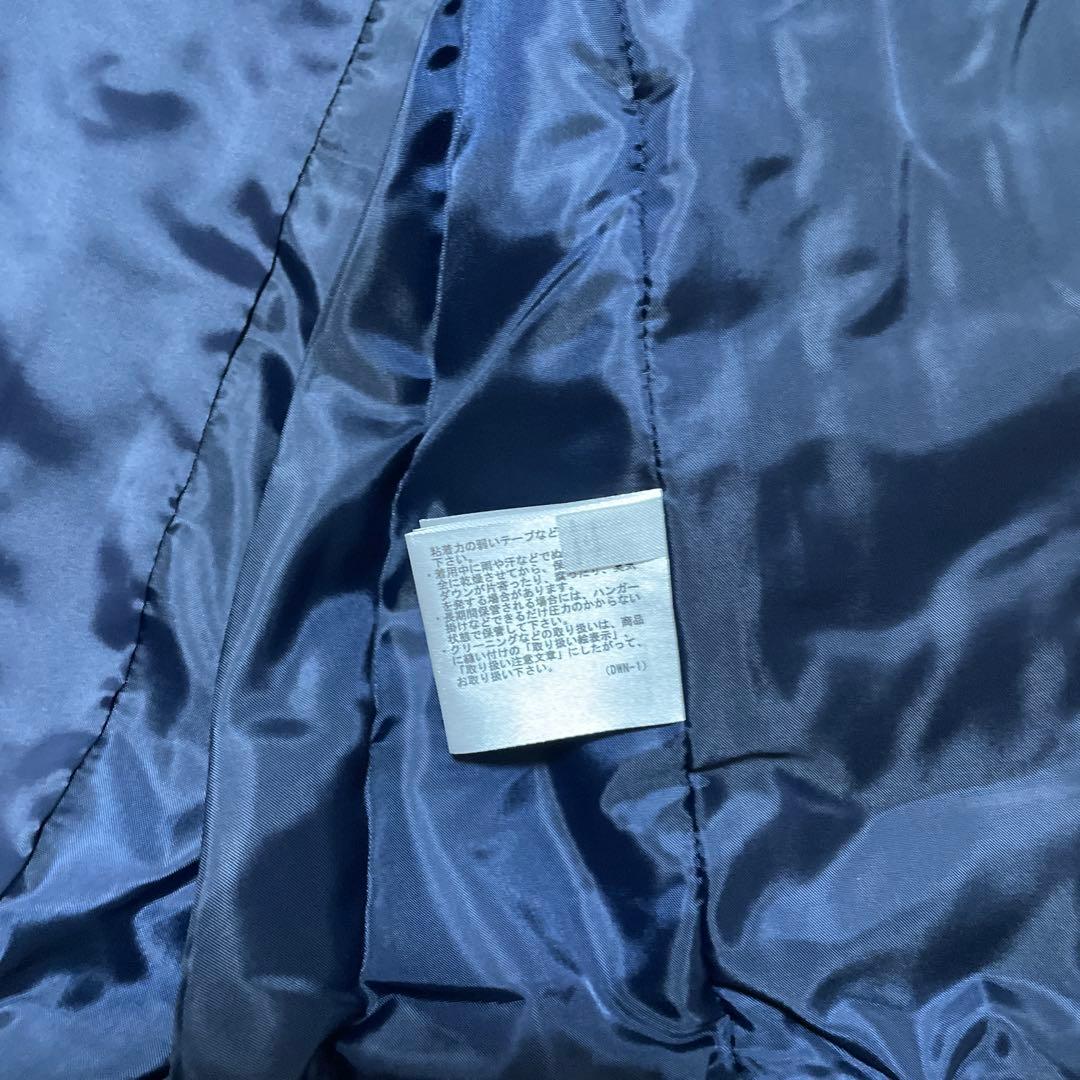 粘着力の弱いテープなど
下さい。
・着用中に雨や汗などでぬ
全に乾燥させてから、保
ダウンが片寄ったり、
を発する場合があります。
・長期間保管される場合には、ハンガー
掛けなどできるだけ圧力のかからない
状態で保管して下さい。
・クリーニングなどの取り扱いは、商品
に縫い付けの「取り扱い絵表示」
「取り扱い注意文章」にしたがって、
お取り扱い下さい。 (DWN-1)